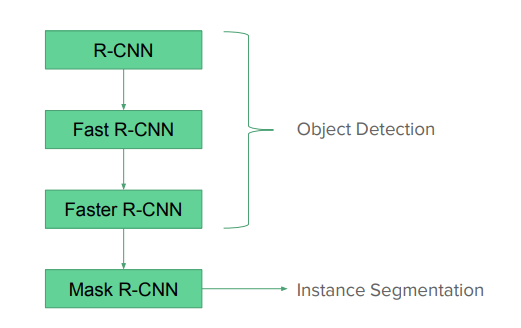 R-CNN
Fast R-CNN
Object Detection
Faster R-CNN
Mask R-CNN
Instance Segmentation